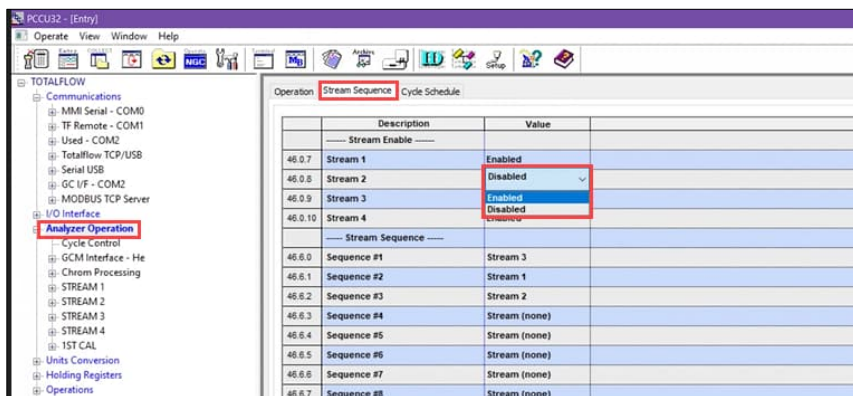 PCCU32 - [Entry]
Operate View Window Help
TOTALFLOW
Communications
MMI Serial - COM0
TF Remote - COM1
Used - COM2
Totalflow TCP/USB
Serial USB
GC I/F - COM2
MODBUS TCP Server
I/O Interface
Analyzer Operation
Cycle Control
GCM Interface - He
Chrom Processing
STREAM 1
STREAM 2
STREAM 3
STREAM 4
1ST CAL
Units Conversion
Holding Registers
Operations
Operation Stream Sequence Cycle Schedule
Description Value
------ Stream Enable ------
46.0.7 Stream 1 Enabled
46.0.8 Stream 2 Disabled
Enabled
Disabled
46.0.9 Stream 3
46.0.10 Stream 4 Enabled
------ Stream Sequence ------
46.6.0 Sequence #1 Stream 3
46.6.1 Sequence #2 Stream 1
46.6.2 Sequence #3 Stream 2
46.6.3 Sequence #4 Stream (none)
46.6.4 Sequence #5 Stream (none)
46.6.5 Sequence #6 Stream (none)
46.6.6 Sequence #7 Stream (none)
46.6.7 Sequence #8 Stream (none)